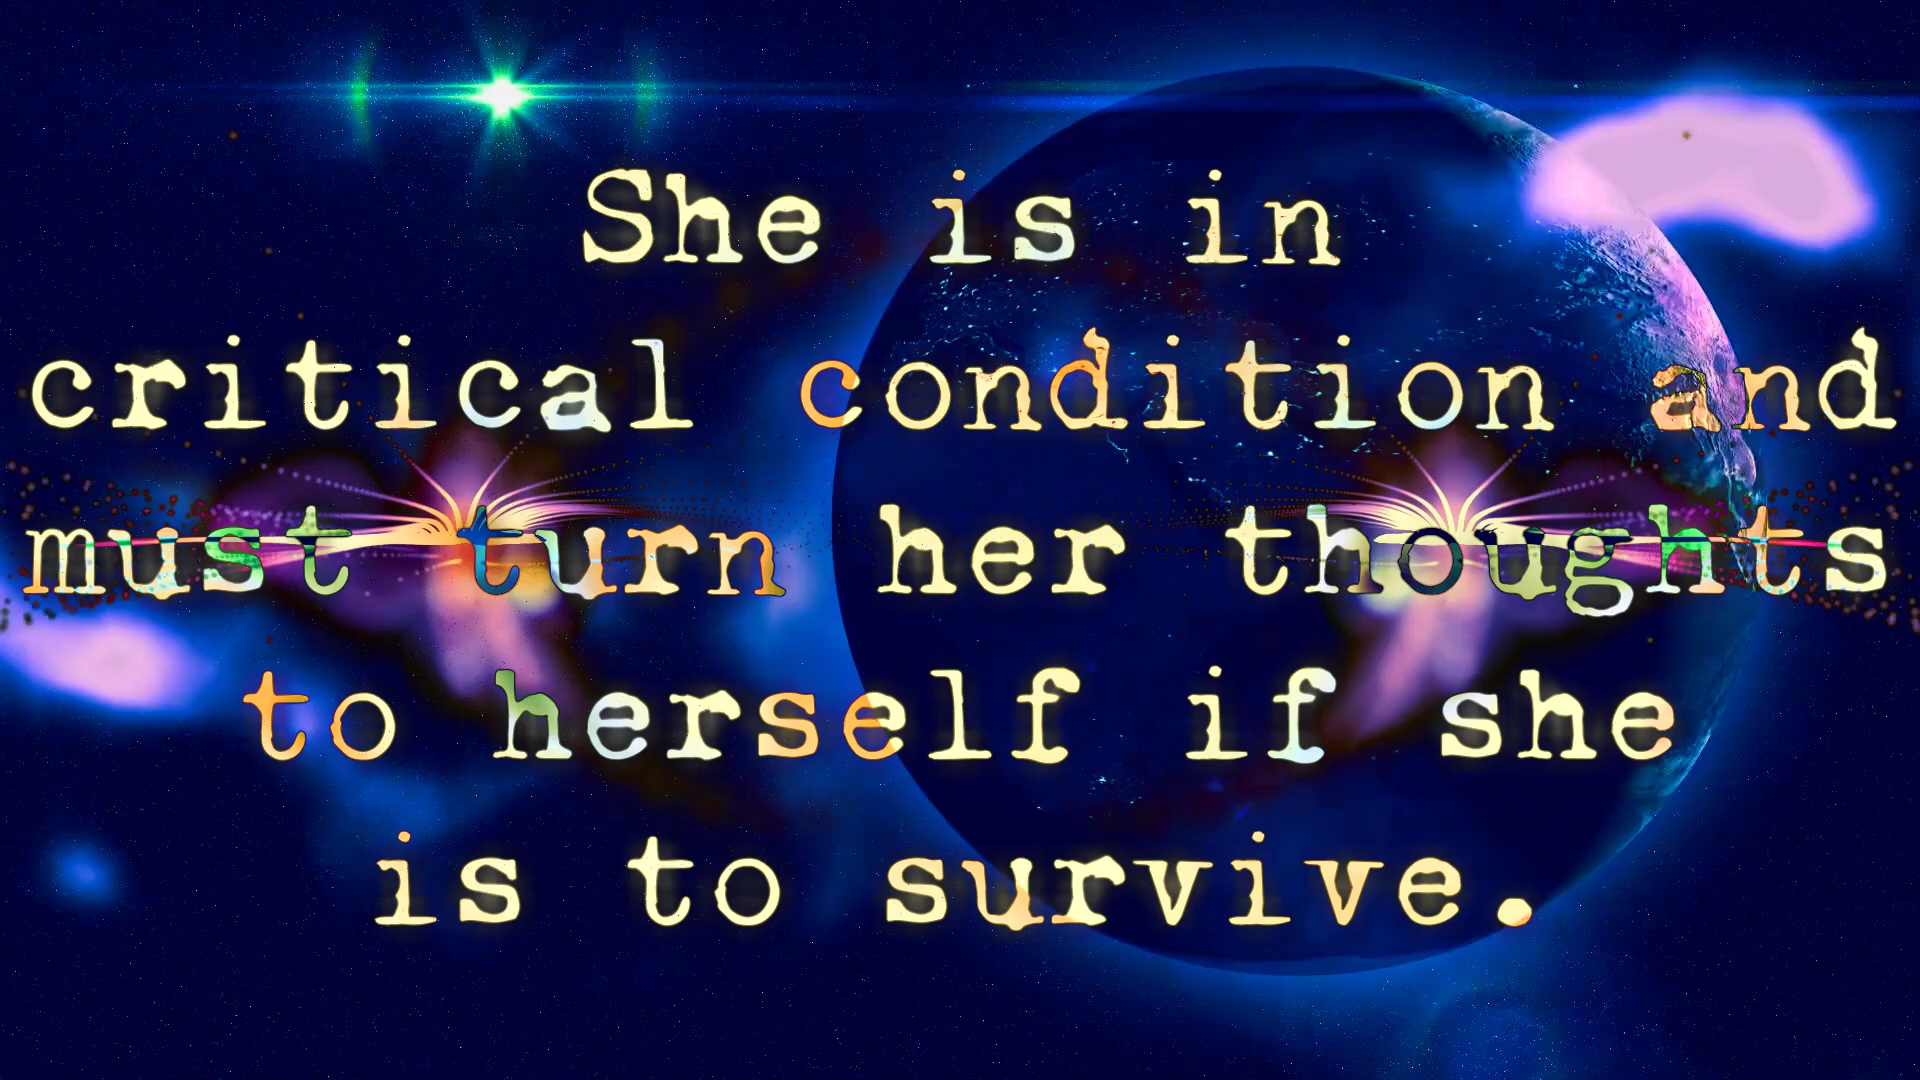 She is in
critical condition and
must turn her thoughts
to herself if she
is to survive.